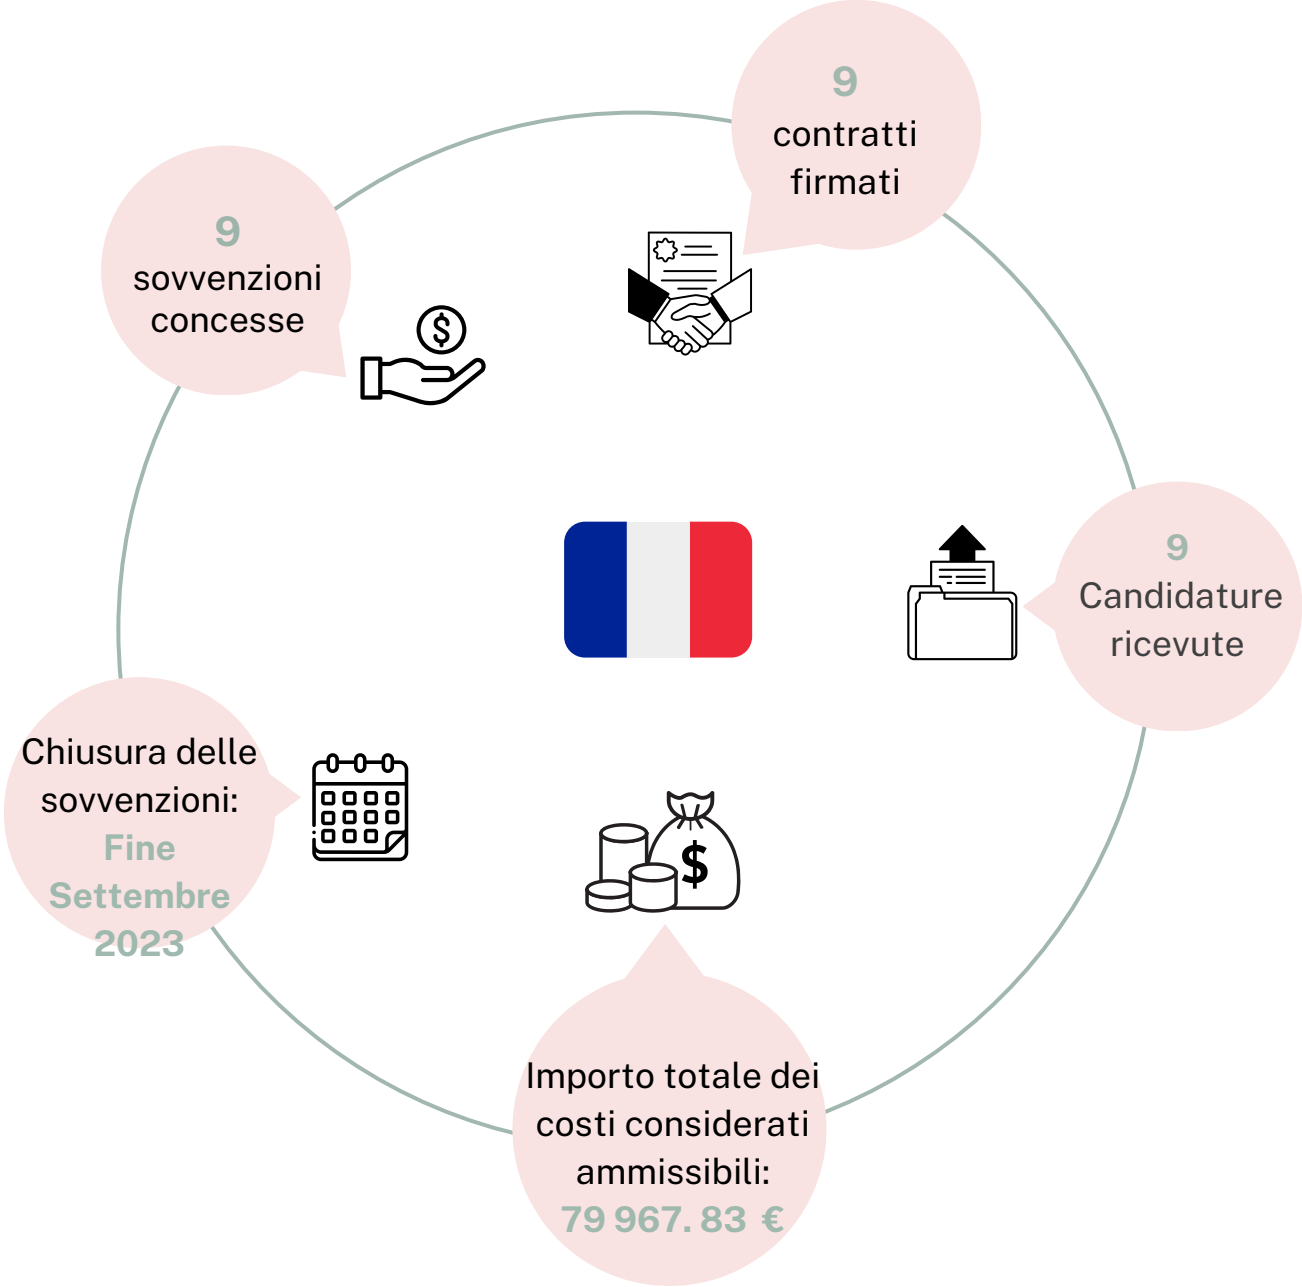 9
contratti
firmati
9
sovvenzioni
concesse
$
9
Candidature
ricevute
Chiusura delle
sovvenzioni:
Fine
Settembre
2023
$
Importo totale dei
costi considerati
ammissibili:
79 967. 83 €